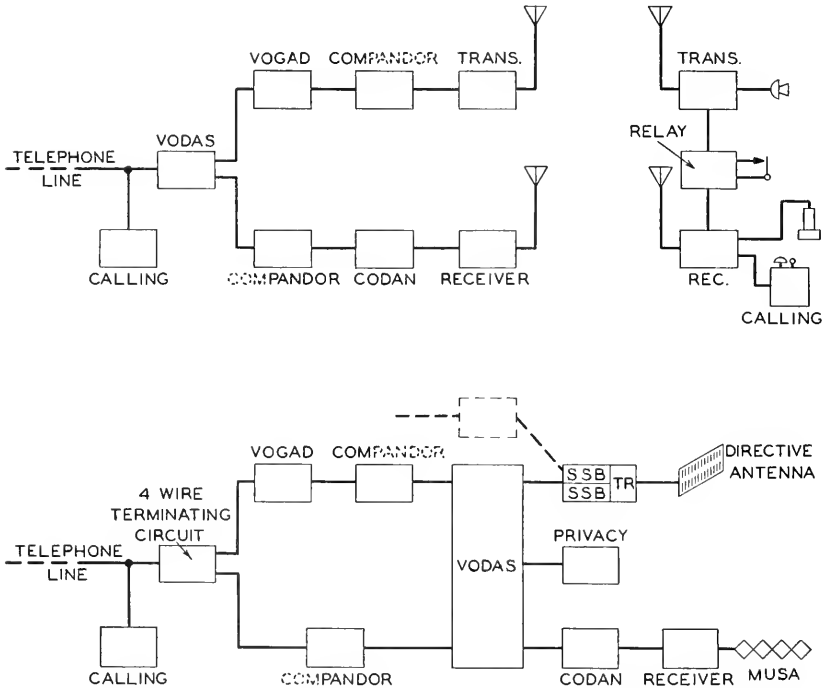 VOGAD
COMPANDOR
TRANS.
TRANS.
VODAS
RELAY
TELEPHONE
LINE
CALLING
COMPANDOR
CODAN
RECEIVER
REC.
CALLING
VOGAD
COMPANDOR
SSB
SSB
TR
DIRECTIVE
ANTENNA
4 WIRE
TERMINATING
CIRCUIT
PRIVACY
TELEPHONE
LINE
VODAS
CALLING
COMPANDOR
CODAN
RECEIVER
MUSA